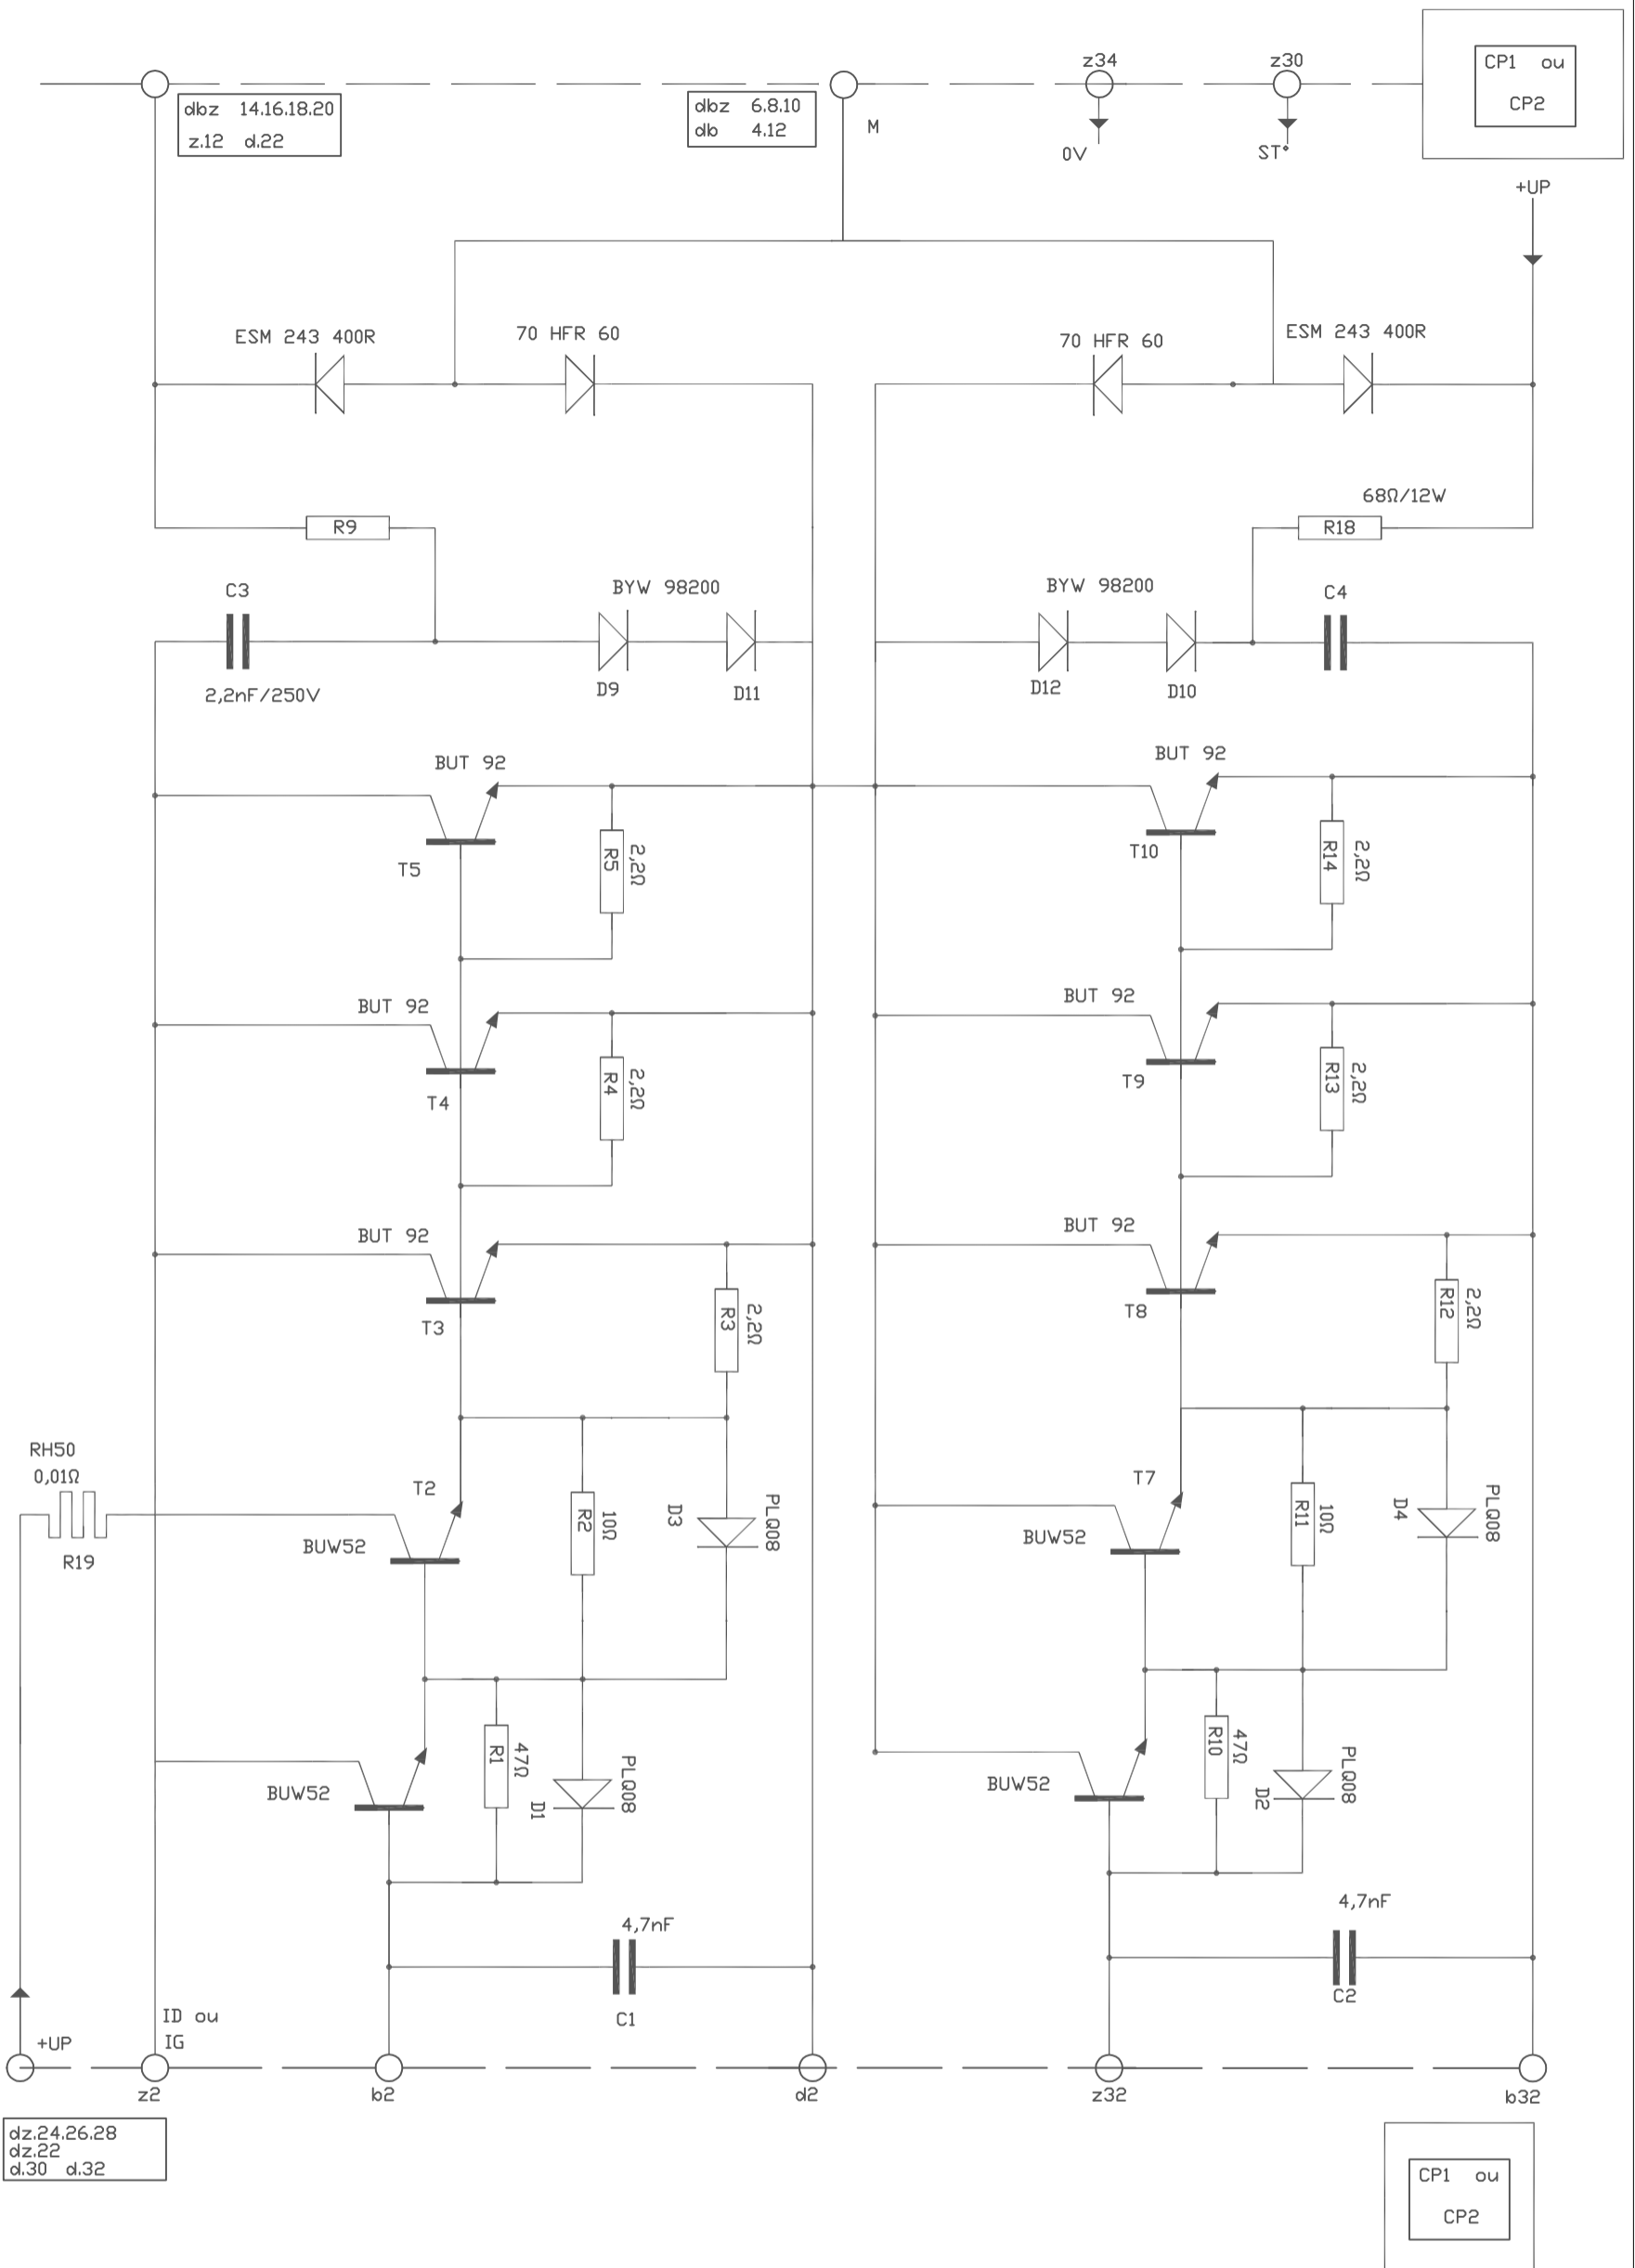 z34
z30
CP1 ou
CP2
dbz 14.16.18.20
z.12 d.22
dbz 6.8.10
db 4.12
M
0V
ST°
+UP
ESM 243 400R
70 HFR 60
70 HFR 60
ESM 243 400R
68Ω/12W
R9
R18
C3
BYW 98200
BYW 98200
C4
2,2nF/250V
D9
D11
D12
D10
BUT 92
BUT 92
T5
R5
2,2Ω
T10
R14
2,2Ω
BUT 92
BUT 92
T4
R4
2,2Ω
T9
R13
2,2Ω
BUT 92
BUT 92
T3
R3
2,2Ω
T8
R12
2,2Ω
RH50
0,01Ω
R19
T2
BUW52
R2
10Ω
D3
PLQ08
T7
BUW52
R11
10Ω
D4
PLQ08
BUW52
R1
47Ω
D1
PLQ08
BUW52
R10
47Ω
D2
PLQ08
4,7nF
C1
4,7nF
C2
+UP
ID ou
IG
z2
b2
d2
z32
b32
dz.24.26.28
dz.22
d.30 d.32
CP1 ou
CP2